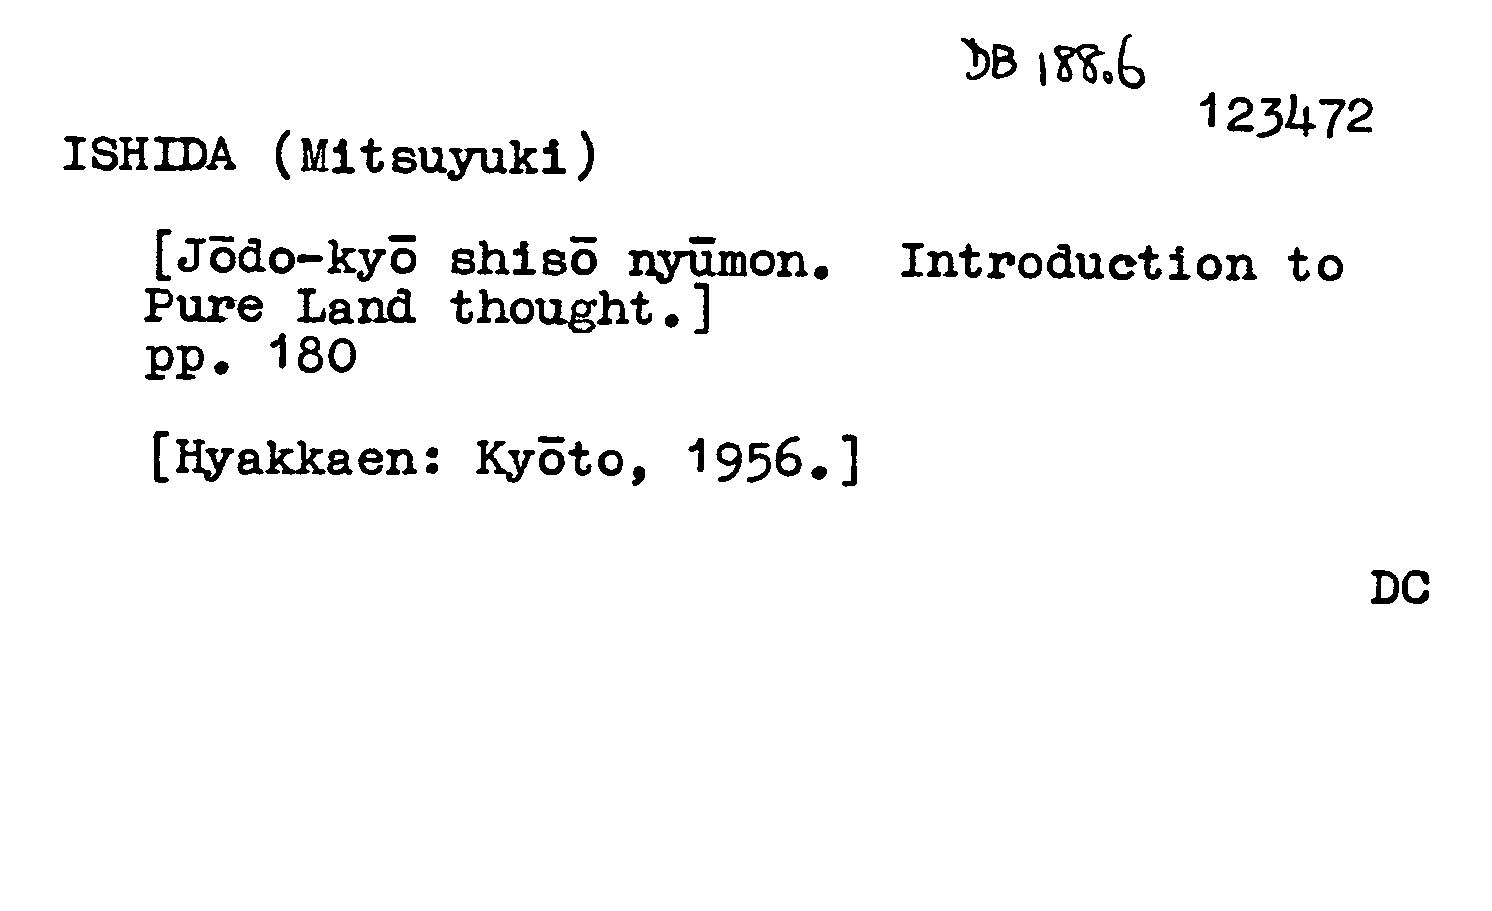 DB 188.6
123472
ISHIDA (Mitsuyuki)
[Jōdo-kyō shisō nyūmon. Introduction to
Pure Land thought.]
pp. 180
[Hyakkaen: Kyōto, 1956.]
DC